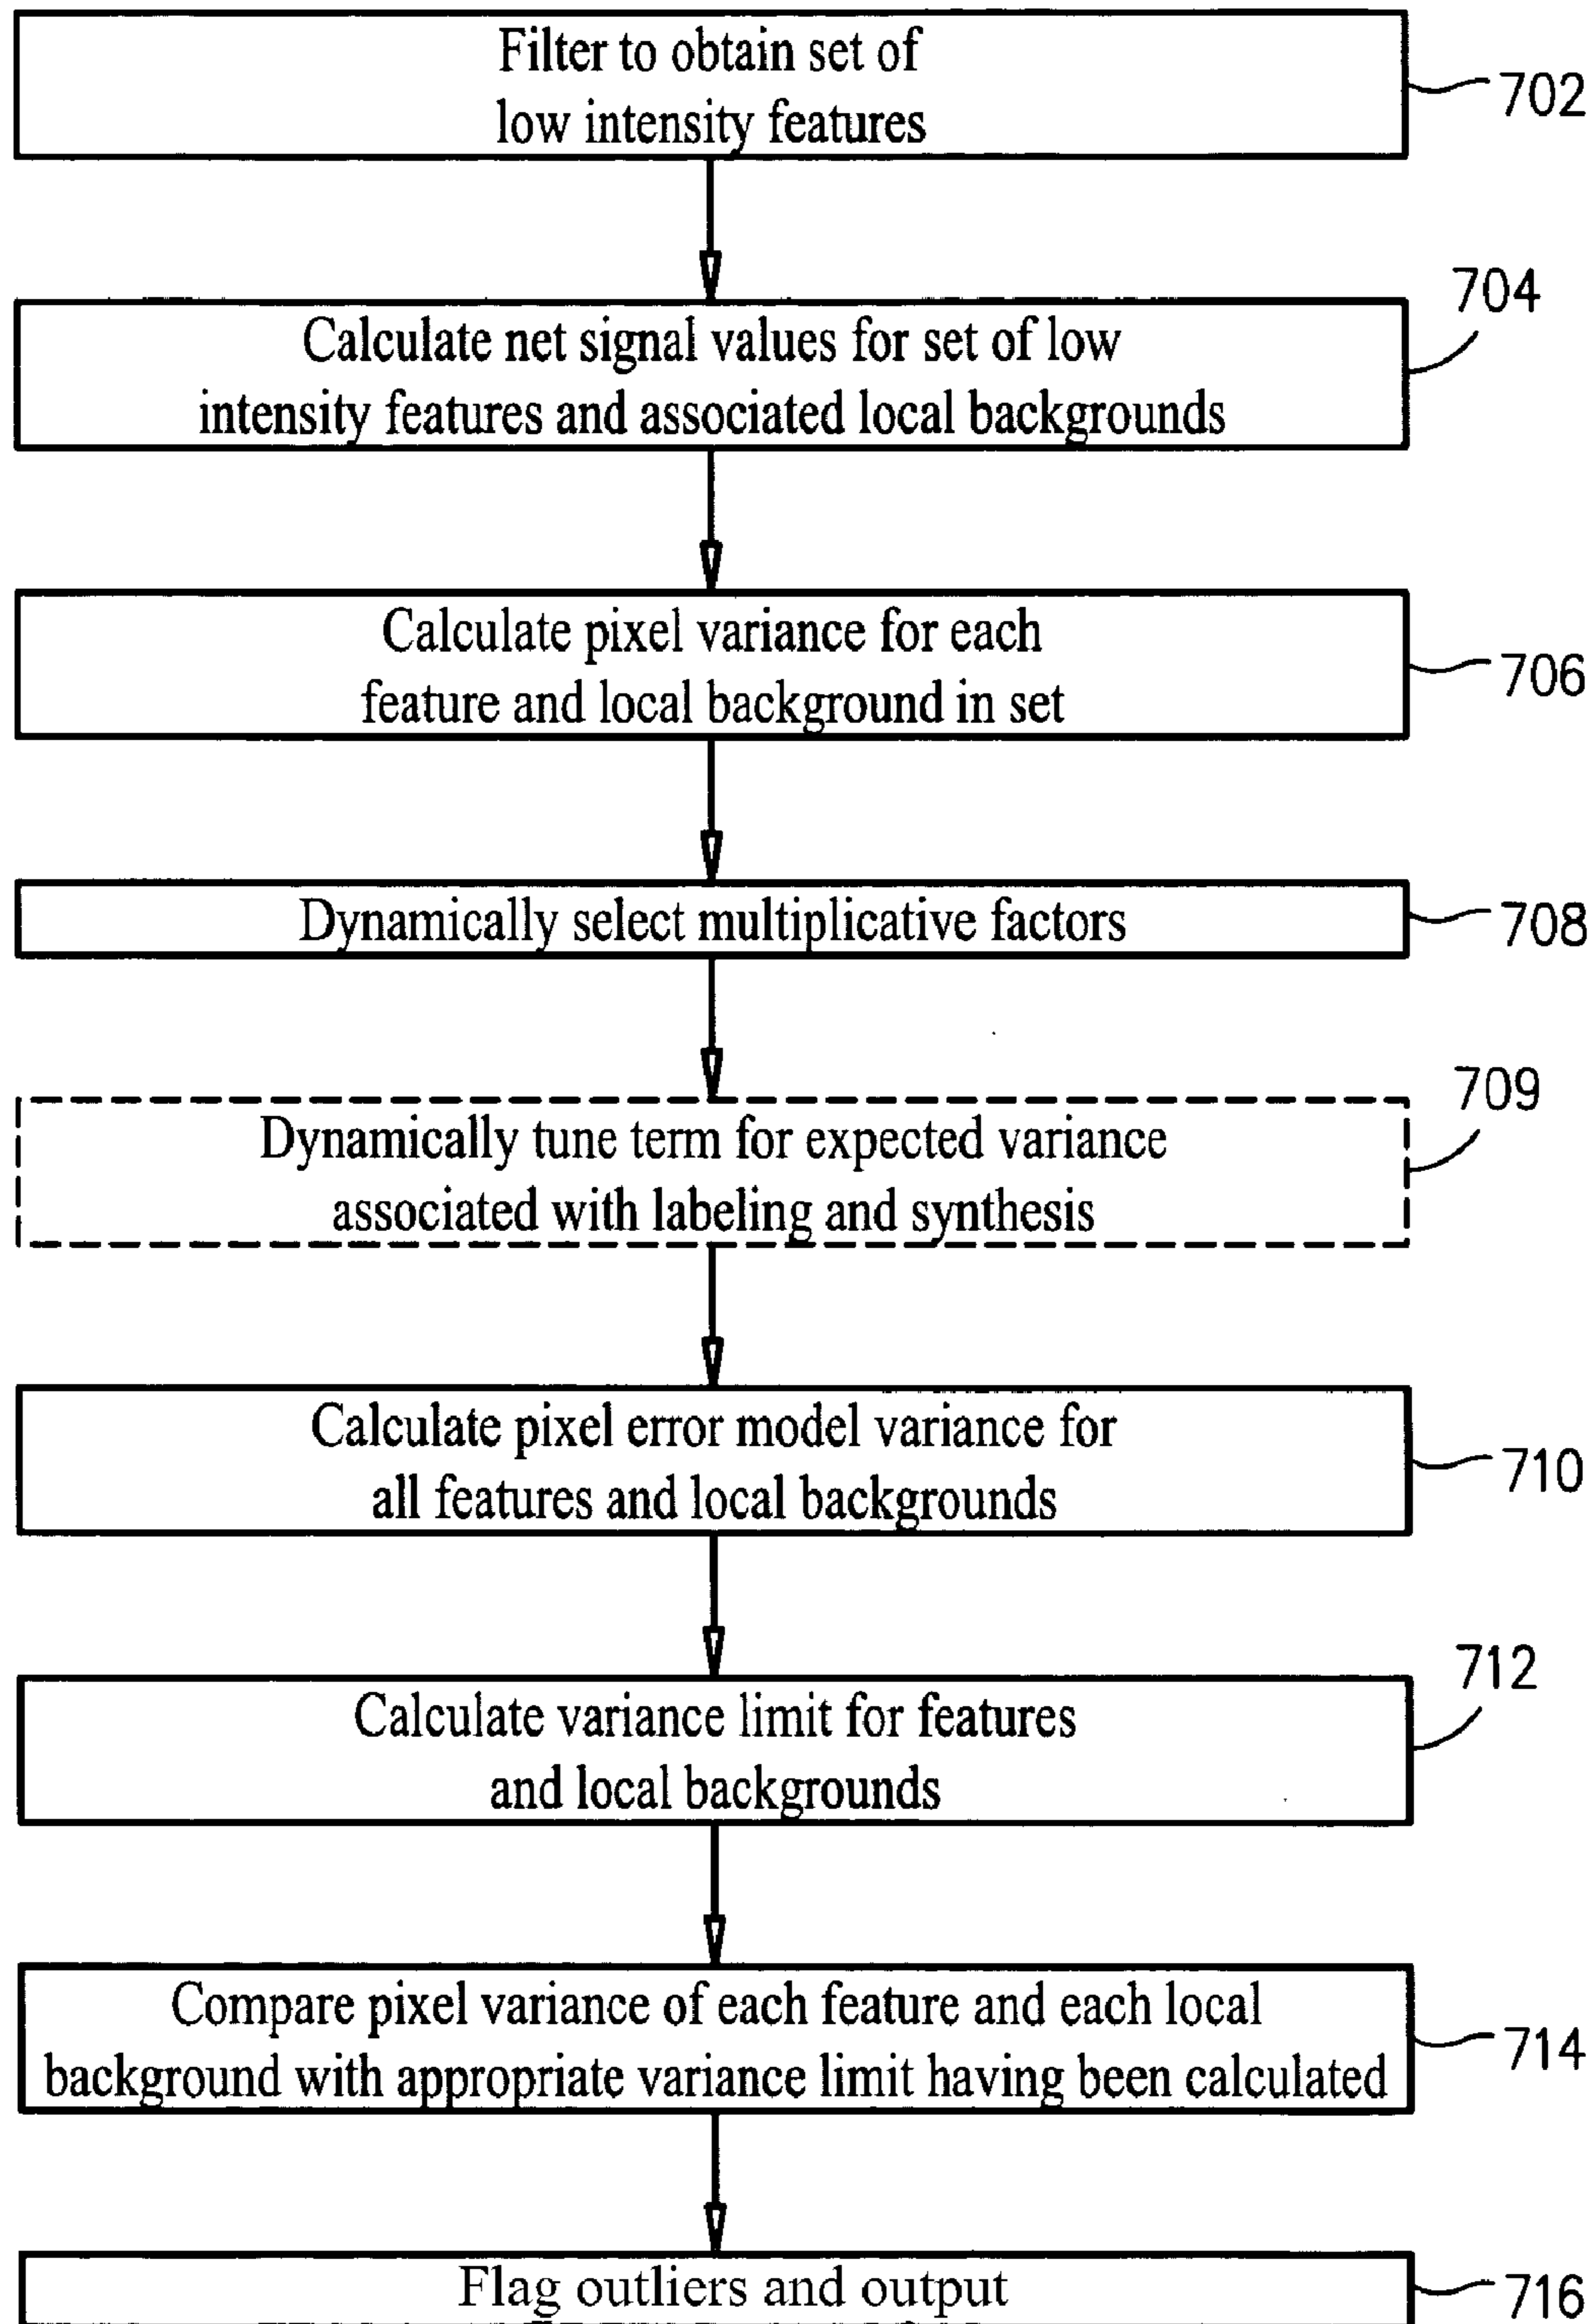 Filter to obtain set of
low intensity features
702
Calculate net signal values for set of low
intensity features and associated local backgrounds
704
Calculate pixel variance for each
feature and local background in set
706
Dynamically select multiplicative factors
708
Dynamically tune term for expected variance
associated with labeling and synthesis
709
Calculate pixel error model variance for
all features and local backgrounds
710
Calculate variance limit for features
and local backgrounds
712
Compare pixel variance of each feature and each local
background with appropriate variance limit having been calculated
714
Flag outliers and output
716